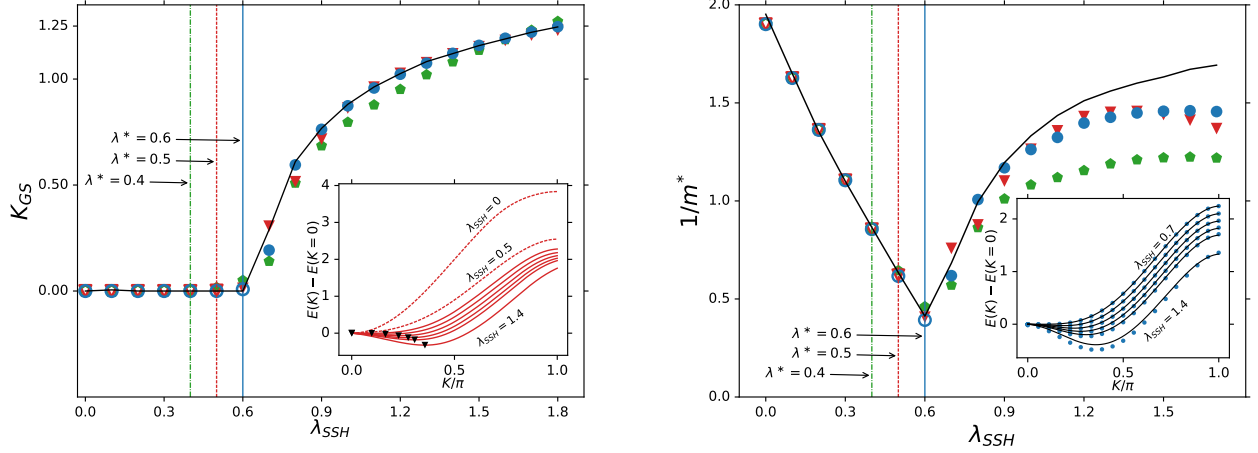 1.25
1.00
0.50
0.00
K_GS
λ* = 0.6
λ* = 0.5
λ* = 0.4
0.0 0.3 0.6 0.9 1.2 1.5 1.8
λ_SSH
4
3
2
1
0
E(K) − E(K = 0)
λ_SSH = 0
λ_SSH = 0.5
λ_SSH = 1.4
0.0 0.5 1.0
K/π
2.0
1.5
1.0
0.5
0.0
1/m*
λ* = 0.6
λ* = 0.5
λ* = 0.4
0.0 0.3 0.6 0.9 1.2 1.5
λ_SSH
2
1
0
E(K) − E(K = 0)
λ_SSH = 0.7
λ_SSH = 1.4
0.0 0.5 1.0
K/π